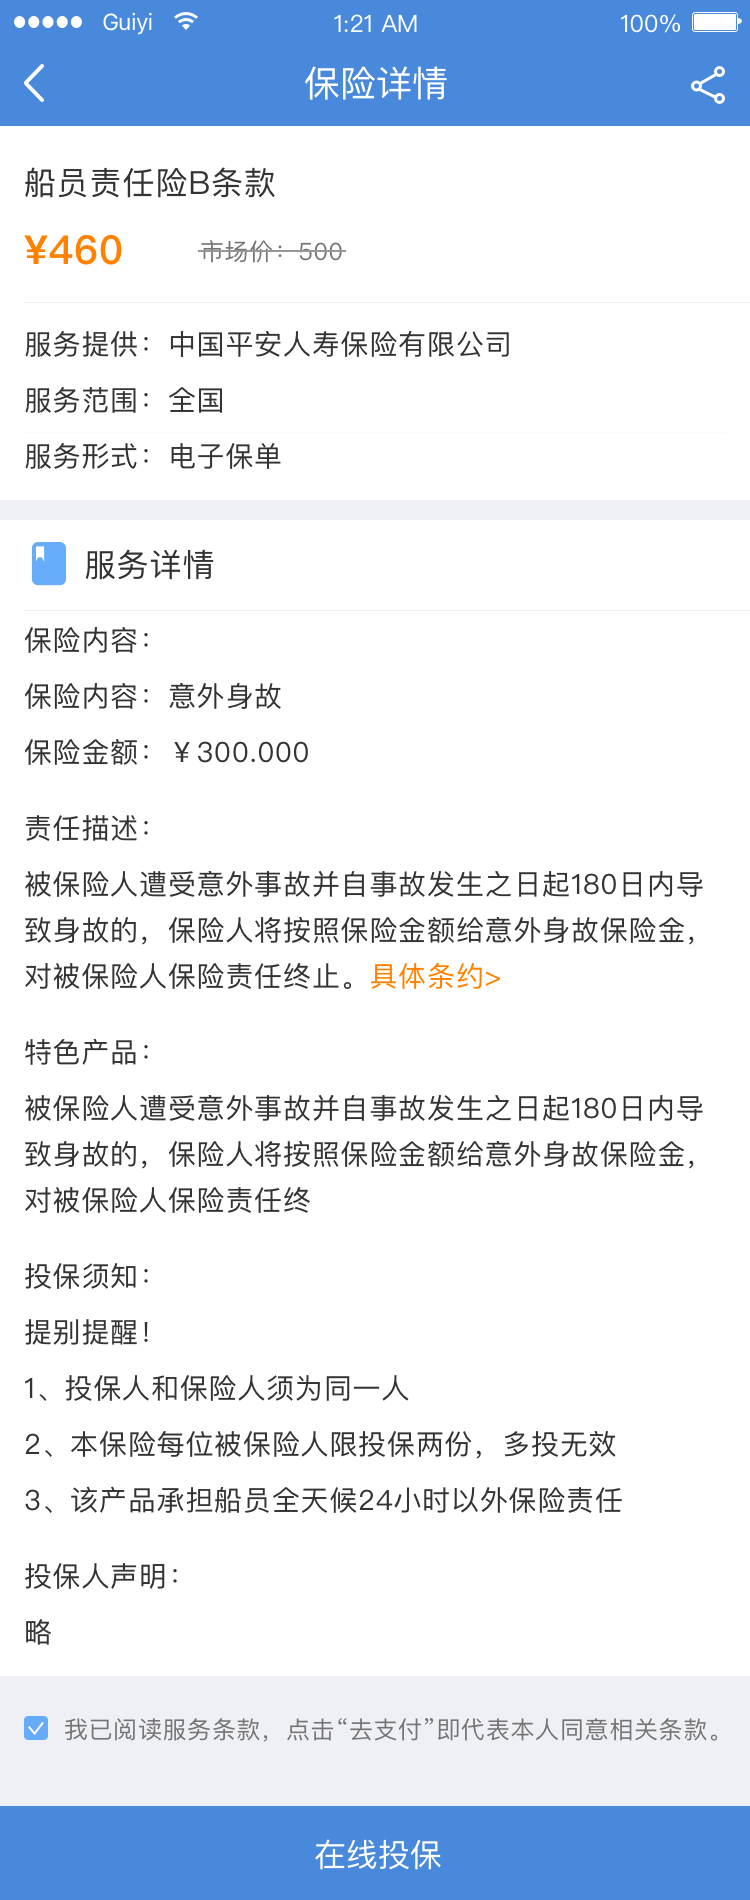 Guiyi 1:21 AM 100%
保险详情
船员责任险B条款
¥460 市场价：500
服务提供：中国平安人寿保险有限公司
服务范围：全国
服务形式：电子保单
服务详情
保险内容：
保险内容：意外身故
保险金额：￥300.000
责任描述：
被保险人遭受意外事故并自事故发生之日起180日内导
致身故的，保险人将按照保险金额给意外身故保险金，
对被保险人保险责任终止。具体条约>
特色产品：
被保险人遭受意外事故并自事故发生之日起180日内导
致身故的，保险人将按照保险金额给意外身故保险金，
对被保险人保险责任终
投保须知：
提别提醒！
1、投保人和保险人须为同一人
2、本保险每位被保险人限投保两份，多投无效
3、该产品承担船员全天候24小时以外保险责任
投保人声明：
略
我已阅读服务条款，点击“去支付”即代表本人同意相关条款。
在线投保